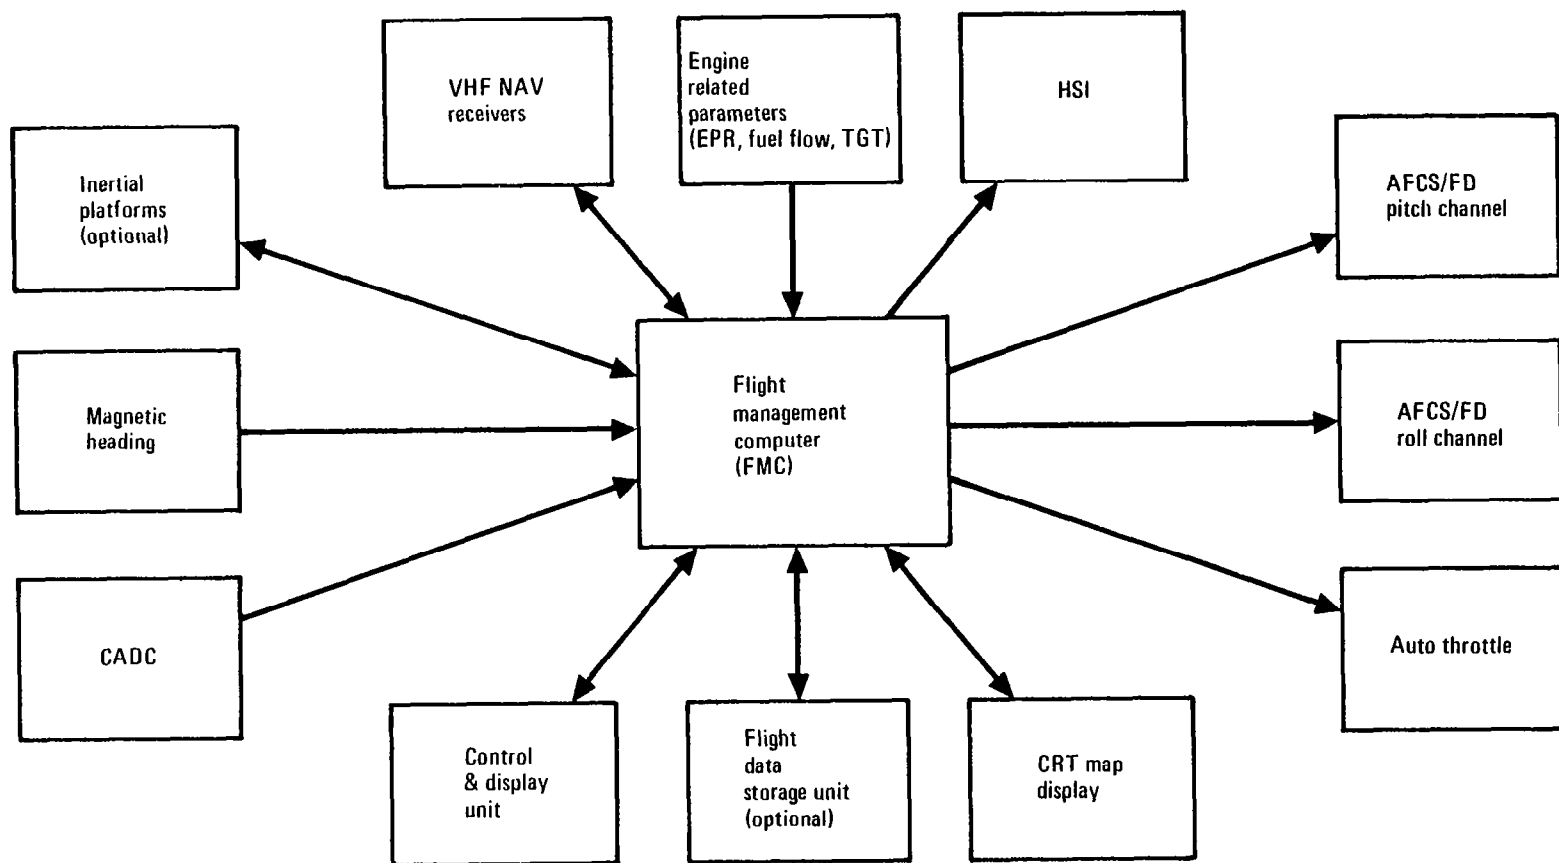 VHF NAV
receivers
Engine
related
parameters
(EPR, fuel flow, TGT)
HSI
Inertial
platforms
(optional)
AFCS/FD
pitch channel
Magnetic
heading
Flight
management
computer
(FMC)
AFCS/FD
roll channel
CADC
Auto throttle
Control
& display
unit
Flight
data
storage unit
(optional)
CRT map
display